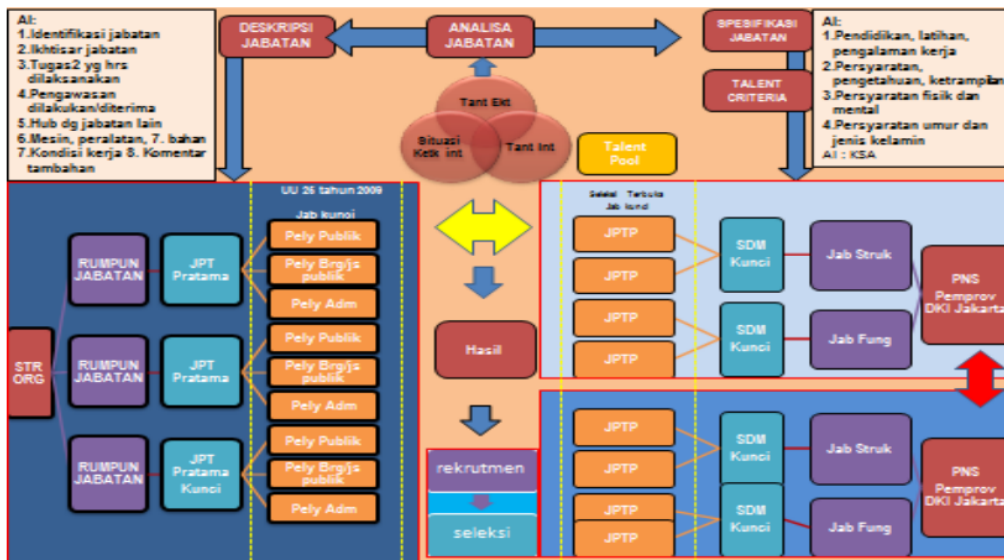 AI:
1.Identifikasi jabatan
2.Ikhtisar jabatan
3.Tugas2 yg hrs
dilaksanakan
4.Pengawasan
dilakukan/diterima
5.Hub dg jabatan lain
6.Mesin, peralatan, 7. bahan
7.Kondisi kerja 8. Komentar
tambahan
DESKRIPSI
JABATAN
ANALISA
JABATAN
SPESIFIKASI
JABATAN
TALENT
CRITERIA
AI:
1.Pendidikan, latihan,
pengalaman kerja
2.Persyaratan,
pengetahuan, ketrampilan
3.Persyaratan fisik dan
mental
4.Persyaratan umur dan
jenis kelamin
AI : KSA
Tant Ekt
Situasi
Ketk int
Tant Int
Talent
Pool
UU 25 tahun 2009
Jab kunci
STR
ORG
RUMPUN
JABATAN
JPT
Pratama
Pely Publik
Pely Brg/js
publik
Pely Adm
RUMPUN
JABATAN
JPT
Pratama
Pely Publik
Pely Brg/js
publik
Pely Adm
RUMPUN
JABATAN
JPT
Pratama
Kunci
Pely Publik
Pely Brg/js
publik
Pely Adm
Hasil
rekrutmen
seleksi
Seleksi Terbuka
Jab kunci
JPTP
JPTP
JPTP
JPTP
SDM
Kunci
SDM
Kunci
Jab Struk
Jab Fung
PNS
Pemprov
DKI Jakarta
JPTP
JPTP
JPTP
JPTP
SDM
Kunci
SDM
Kunci
Jab Struk
Jab Fung
PNS
Pemprov
DKI Jakarta